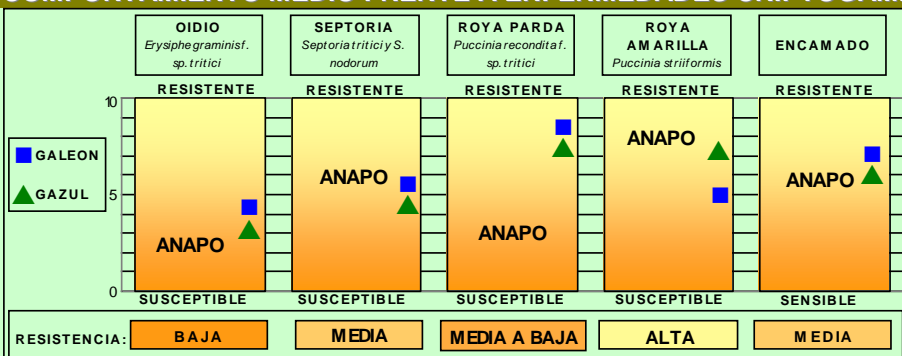 OIDIO
Erysiphe graminis f.
sp. tritici
SEPTORIA
Septoria tritici y S.
nodorum
ROYA PARDA
Puccinia recondita f.
sp. tritici
ROYA
AMARILLA
Puccinia striiformis
ENCAMADO
RESISTENTE RESISTENTE RESISTENTE RESISTENTE RESISTENTE
10
5
0
GALEON
GAZUL
ANAPO
ANAPO
ANAPO
ANAPO
ANAPO
SUSCEPTIBLE SUSCEPTIBLE SUSCEPTIBLE SUSCEPTIBLE SENSIBLE
RESISTENCIA: BAJA MEDIA MEDIA A BAJA ALTA MEDIA